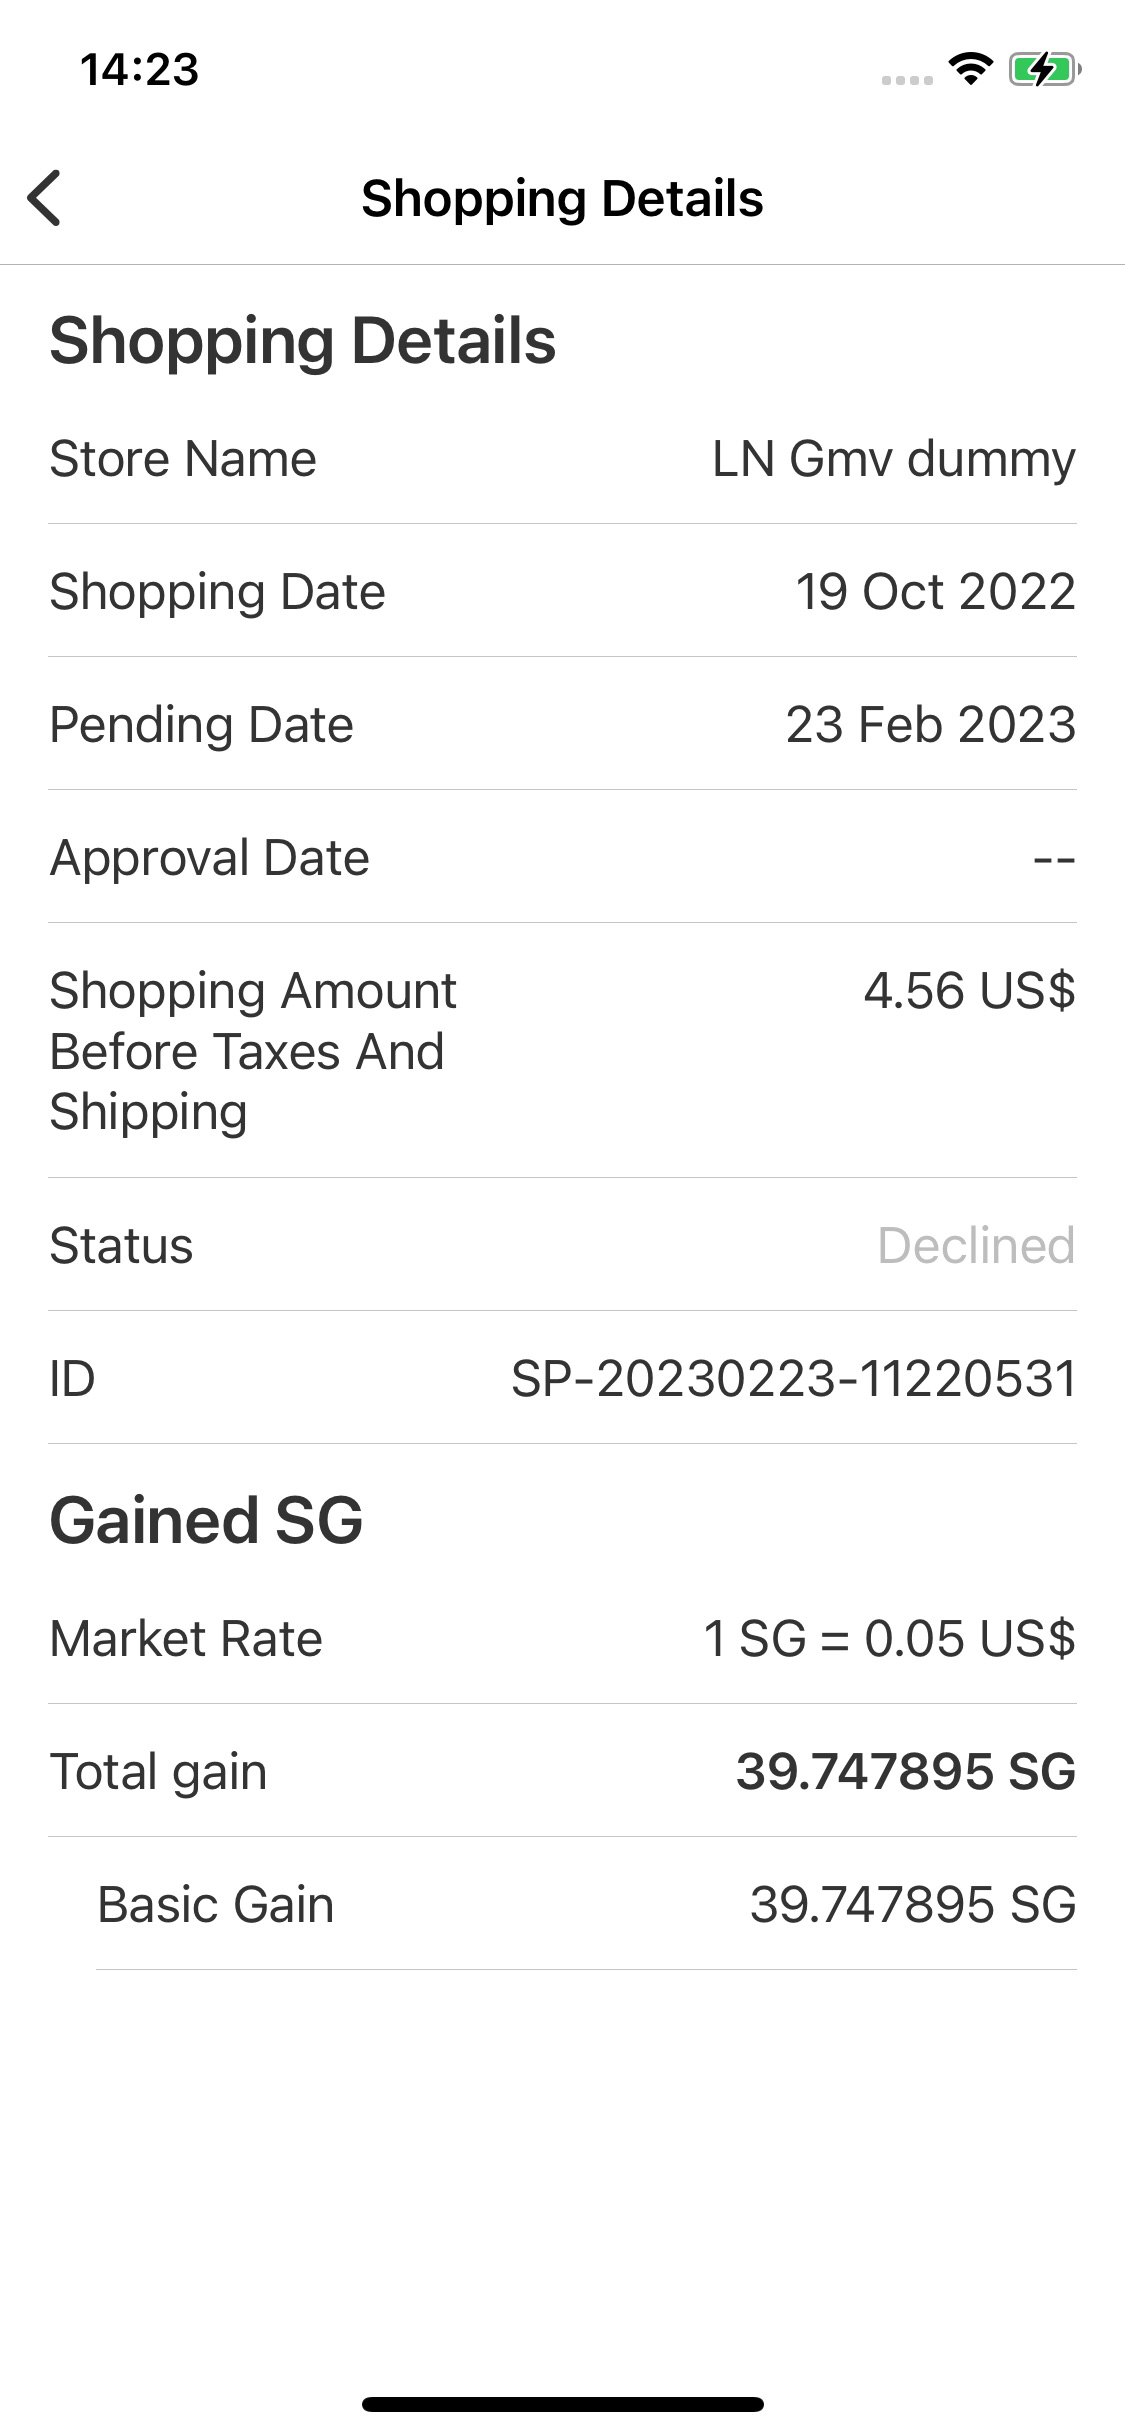 14:23
Shopping Details
Shopping Details
Store Name LN Gmv dummy
Shopping Date 19 Oct 2022
Pending Date 23 Feb 2023
Approval Date --
Shopping Amount 4.56 US$
Before Taxes And
Shipping
Status Declined
ID SP-20230223-11220531
Gained SG
Market Rate 1 SG = 0.05 US$
Total gain 39.747895 SG
Basic Gain 39.747895 SG